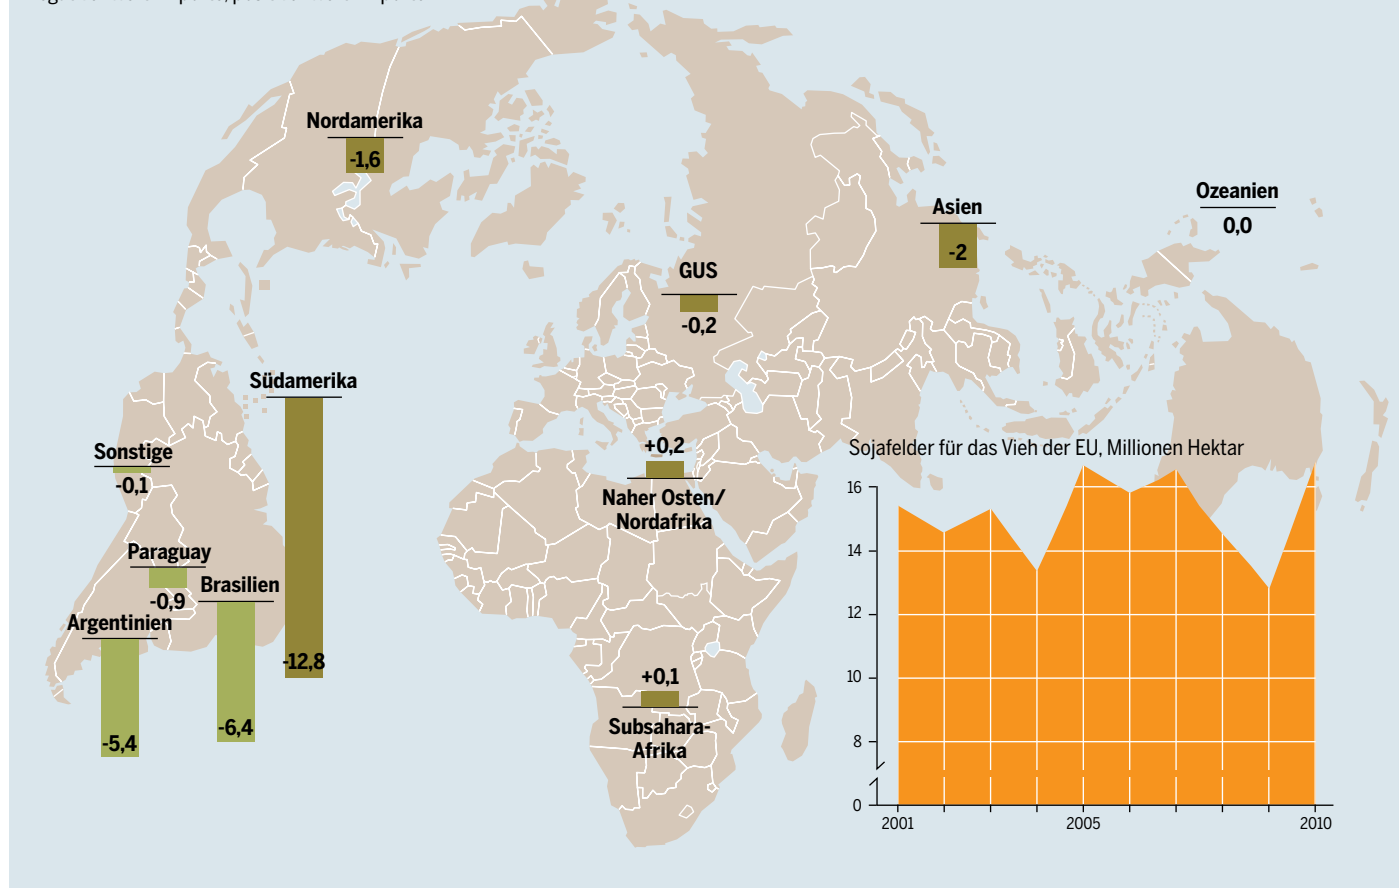 Nordamerika
-1,6
Ozeanien
0,0
Asien
-2
GUS
-0,2
Südamerika
-12,8
Sonstige
-0,1
Paraguay
-0,9
Brasilien
-6,4
Argentinien
-5,4
+0,2
Naher Osten/
Nordafrika
+0,1
Subsahara-
Afrika
Sojafelder für das Vieh der EU, Millionen Hektar
16
14
12
10
8
0
2001
2005
2010